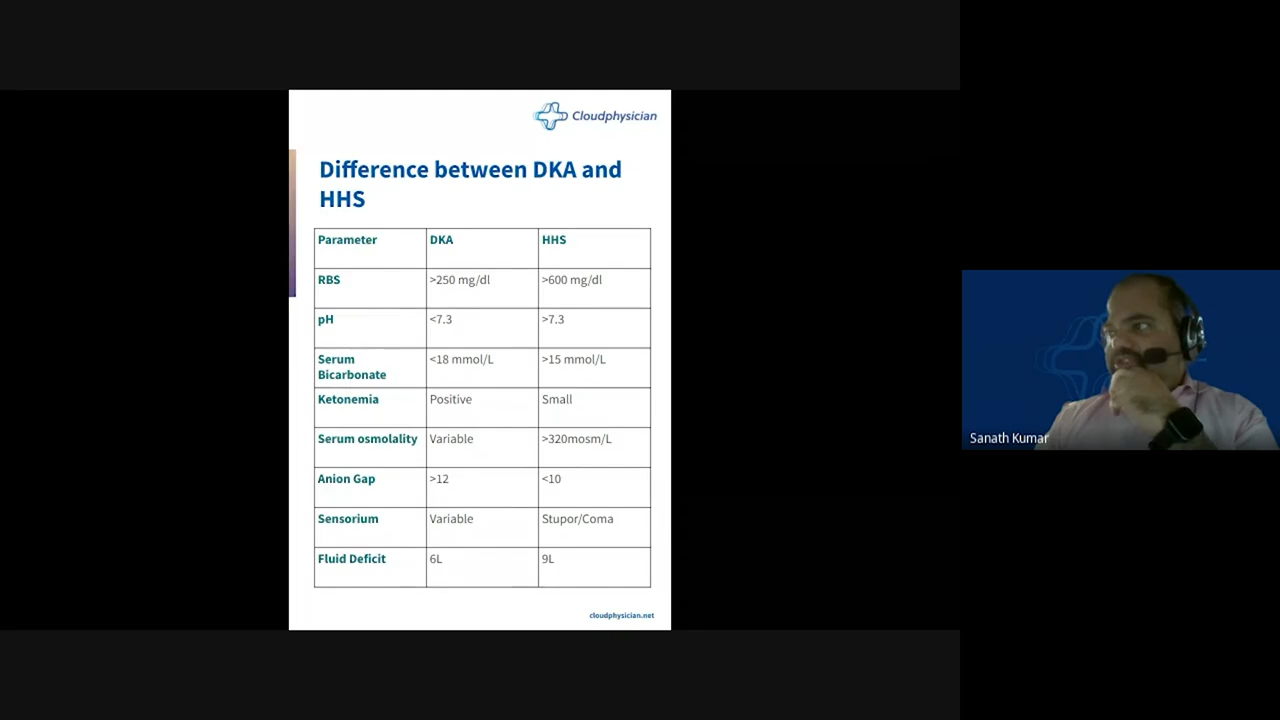 Cloudphysician
Difference between DKA and
HHS
Parameter DKA HHS
RBS >250 mg/dl >600 mg/dl
pH <7.3 >7.3
Serum
Bicarbonate <18 mmol/L >15 mmol/L
Ketonemia Positive Small
Serum osmolality Variable >320mosm/L
Anion Gap >12 <10
Sensorium Variable Stupor/Coma
Fluid Deficit 6L 9L
cloudphysician.net
Sanath Kumar